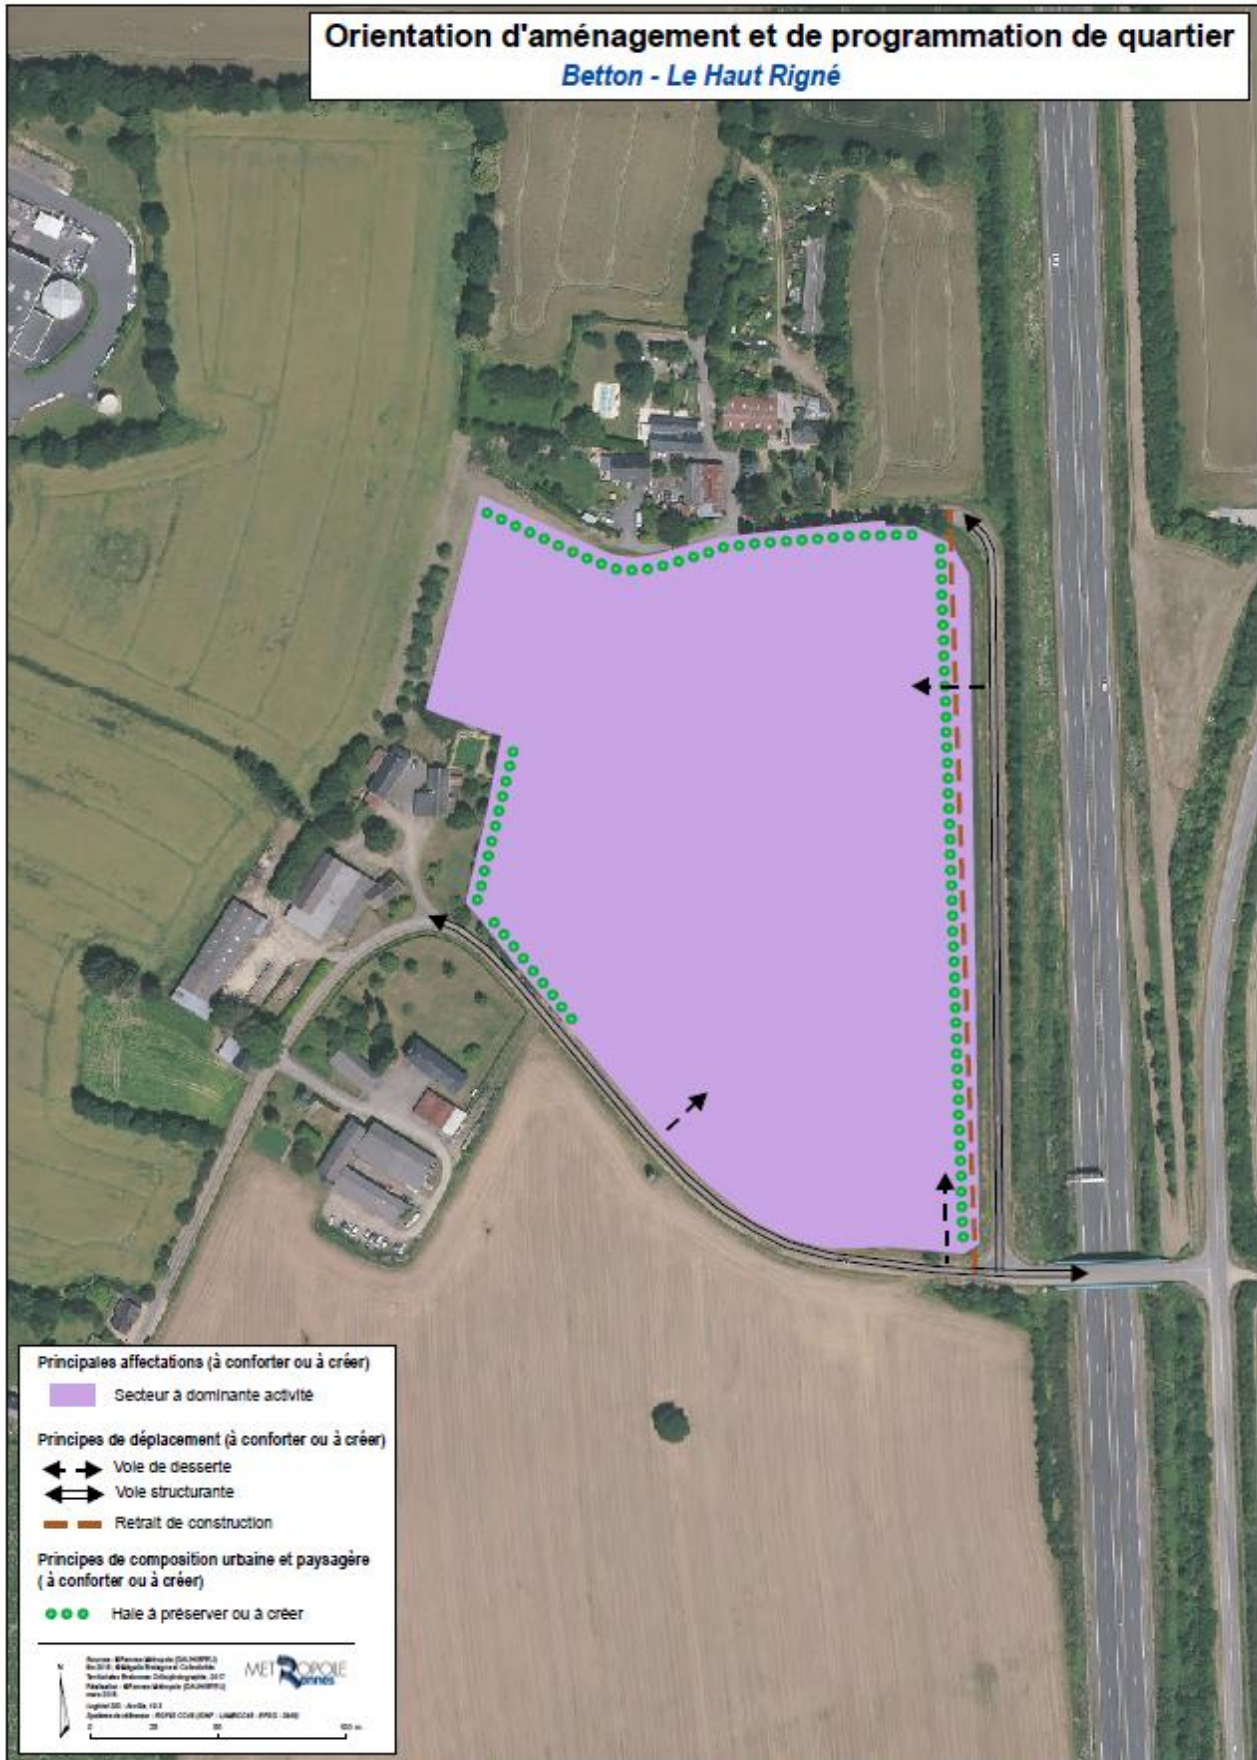 Orientation d'aménagement et de programmation de quartier
Betton - Le Haut Rigné
Principales affectations (à conforter ou à créer)
Secteur à dominante activité
Principes de déplacement (à conforter ou à créer)
Voie de desserte
Voie structurante
Retrait de construction
Principes de composition urbaine et paysagère
( à conforter ou à créer)
Haie à préserver ou à créer
METROPOLE
Rennes
N
0